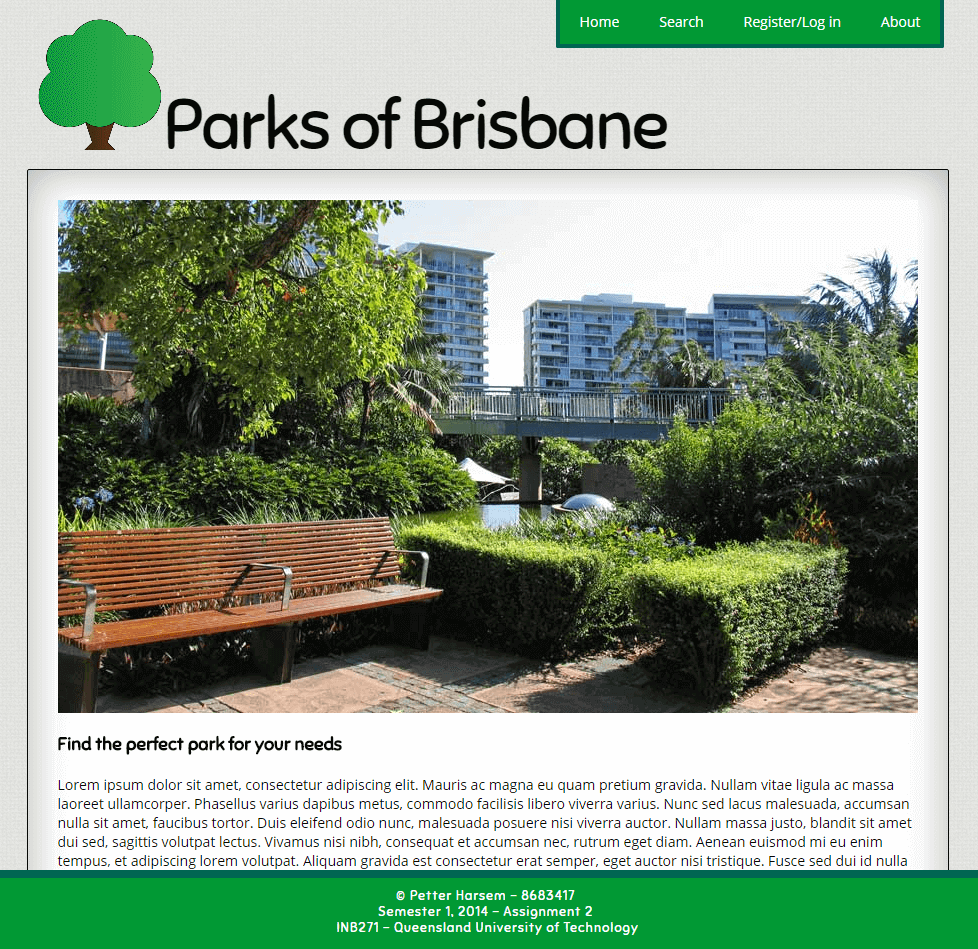 Home Search Register/Log in About
Parks of Brisbane
Find the perfect park for your needs
Lorem ipsum dolor sit amet, consectetur adipiscing elit. Mauris ac magna eu quam pretium gravida. Nullam vitae ligula ac massa
laoreet ullamcorper. Phasellus varius dapibus metus, commodo facilisis libero viverra varius. Nunc sed lacus malesuada, accumsan
nulla sit amet, faucibus tortor. Duis eleifend odio nunc, malesuada posuere nisi viverra auctor. Nullam massa justo, blandit sit amet
dui sed, sagittis volutpat lectus. Vivamus nisi nibh, consequat et accumsan nec, rutrum eget diam. Aenean euismod mi eu enim
tempus, et adipiscing lorem volutpat. Aliquam gravida est consectetur erat semper, eget auctor nisi tristique. Fusce sed dui id nulla
© Petter Harsem – 8683417
Semester 1, 2014 – Assignment 2
INB271 – Queensland University of Technology